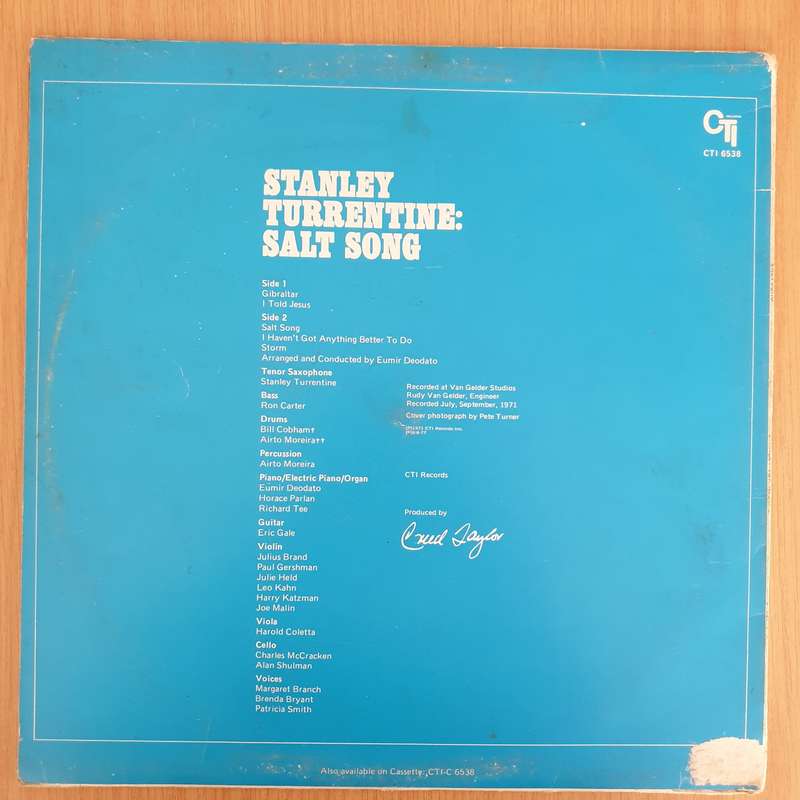 CTI
CTI 6538
STANLEY
TURRENTINE:
SALT SONG
Side 1
Gibraltar
I Told Jesus
Side 2
Salt Song
I Haven't Got Anything Better To Do
Storm
Arranged and Conducted by Eumir Deodato
Tenor Saxophone
Stanley Turrentine
Bass
Ron Carter
Drums
Bill Cobham†
Airto Moreira††
Percussion
Airto Moreira
Piano/Electric Piano/Organ
Eumir Deodato
Horace Parlan
Richard Tee
Guitar
Eric Gale
Violin
Julius Brand
Paul Gershman
Julie Held
Leo Kahn
Harry Katzman
Joe Malin
Viola
Harold Coletta
Cello
Charles McCracken
Alan Shulman
Voices
Margaret Branch
Brenda Bryant
Patricia Smith
Recorded at Van Gelder Studios
Rudy Van Gelder, Engineer
Recorded July, September, 1971
Cover photograph by Pete Turner
CTI Records Inc.
CTI Records
Produced by
Creed Taylor
Also available on Cassette: CTI-C 6538